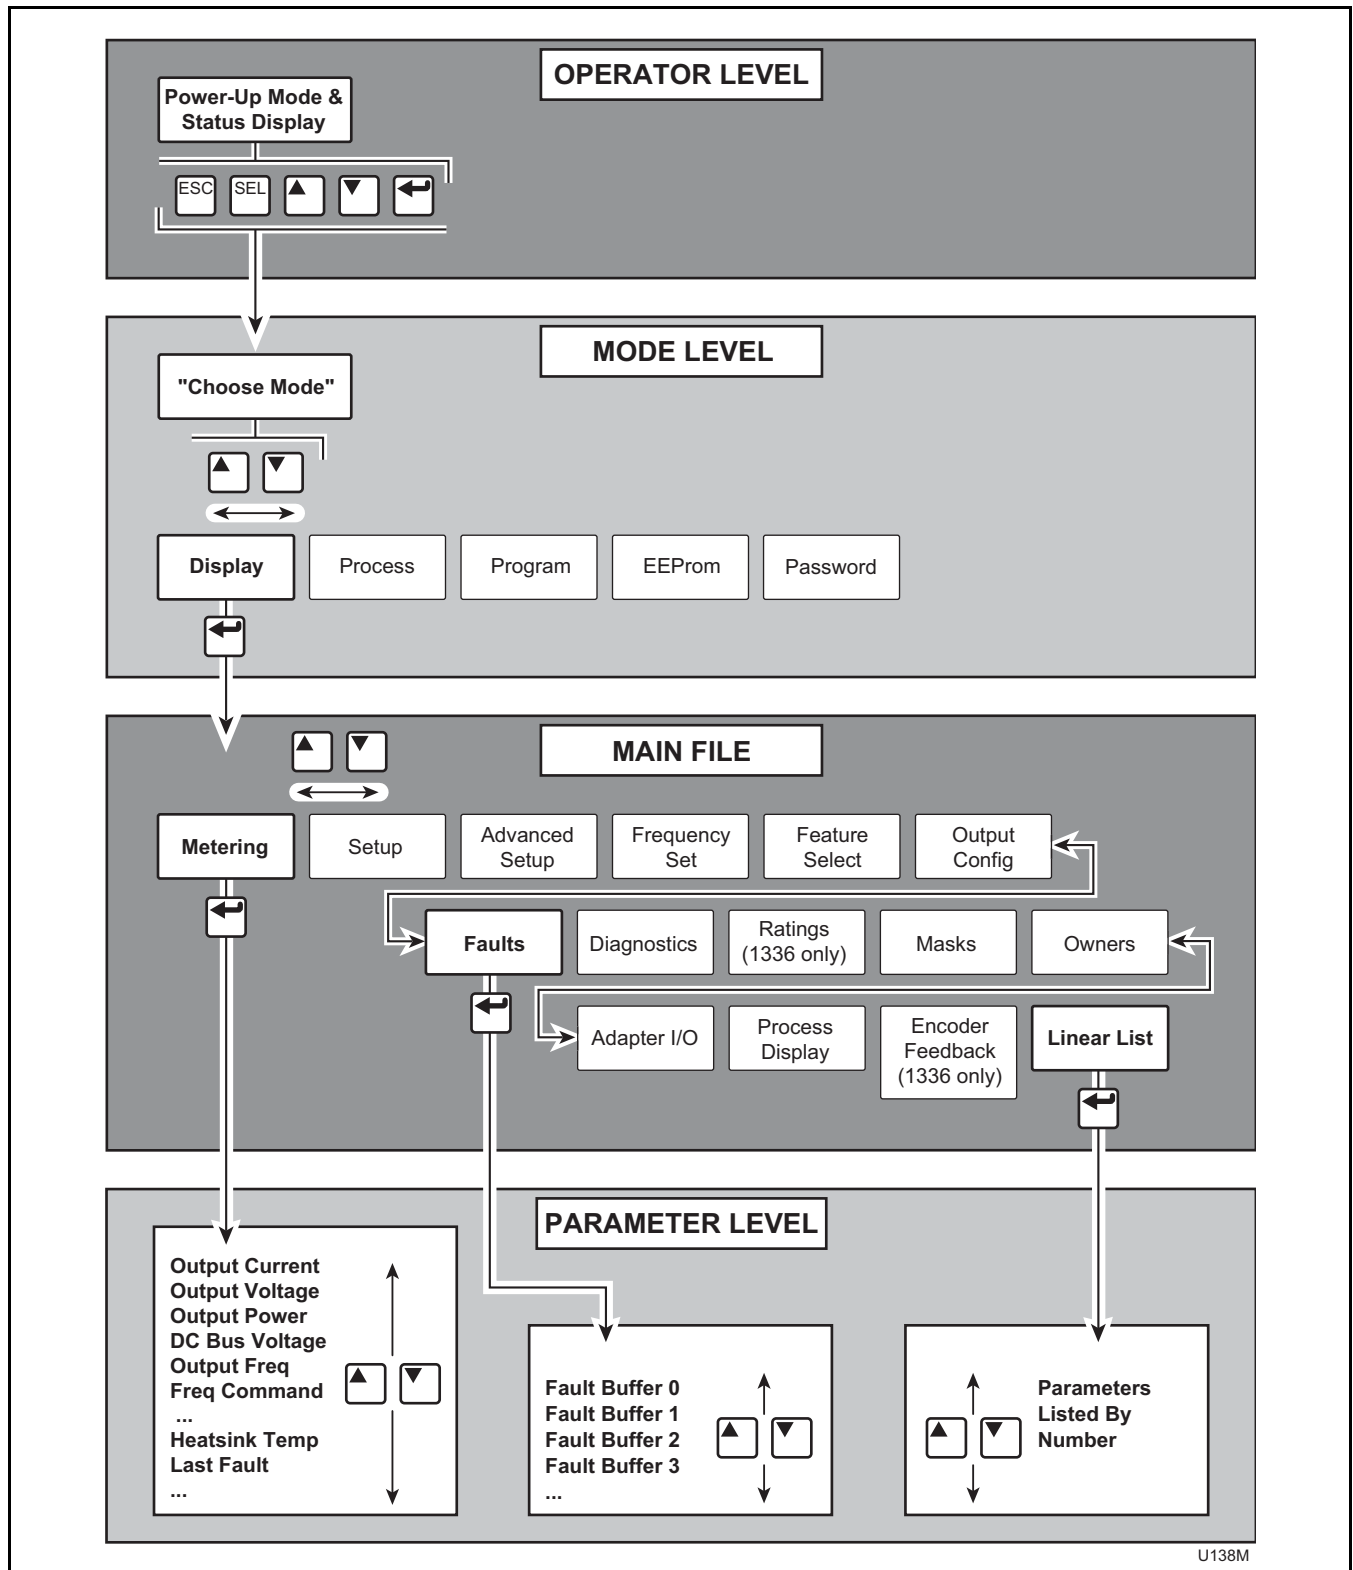 OPERATOR LEVEL
Power-Up Mode &
Status Display
ESC
SEL
MODE LEVEL
"Choose Mode"
Display
Process
Program
EEProm
Password
MAIN FILE
Metering
Setup
Advanced
Setup
Frequency
Set
Feature
Select
Output
Config
Faults
Diagnostics
Ratings
(1336 only)
Masks
Owners
Adapter I/O
Process
Display
Encoder
Feedback
(1336 only)
Linear List
PARAMETER LEVEL
Output Current
Output Voltage
Output Power
DC Bus Voltage
Output Freq
Freq Command
...
Heatsink Temp
Last Fault
...
Fault Buffer 0
Fault Buffer 1
Fault Buffer 2
Fault Buffer 3
...
Parameters
Listed By
Number
U138M